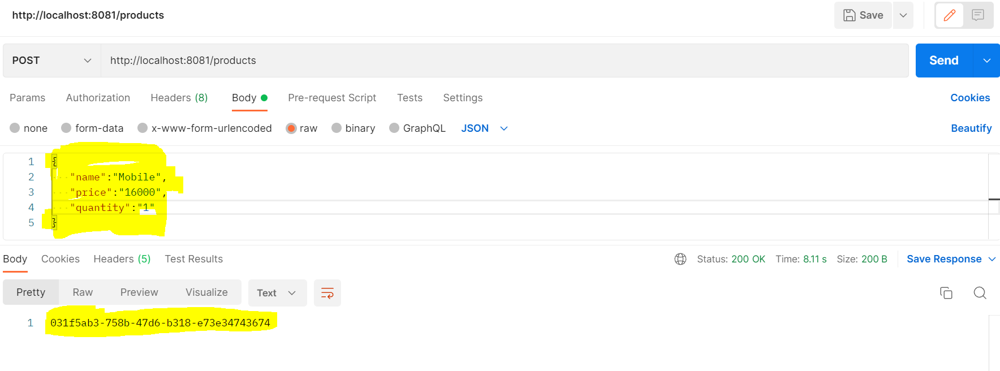 http://localhost:8081/products
Save
POST
http://localhost:8081/products
Send
Params Authorization Headers (8) Body Pre-request Script Tests Settings Cookies
none form-data x-www-form-urlencoded raw binary GraphQL JSON Beautify
1 {
2 "name":"Mobile",
3 "price":"16000",
4 "quantity":"1"
5 }
Body Cookies Headers (5) Test Results Status: 200 OK Time: 8.11 s Size: 200 B Save Response
Pretty Raw Preview Visualize Text
1 031f5ab3-758b-47d6-b318-e73e34743674